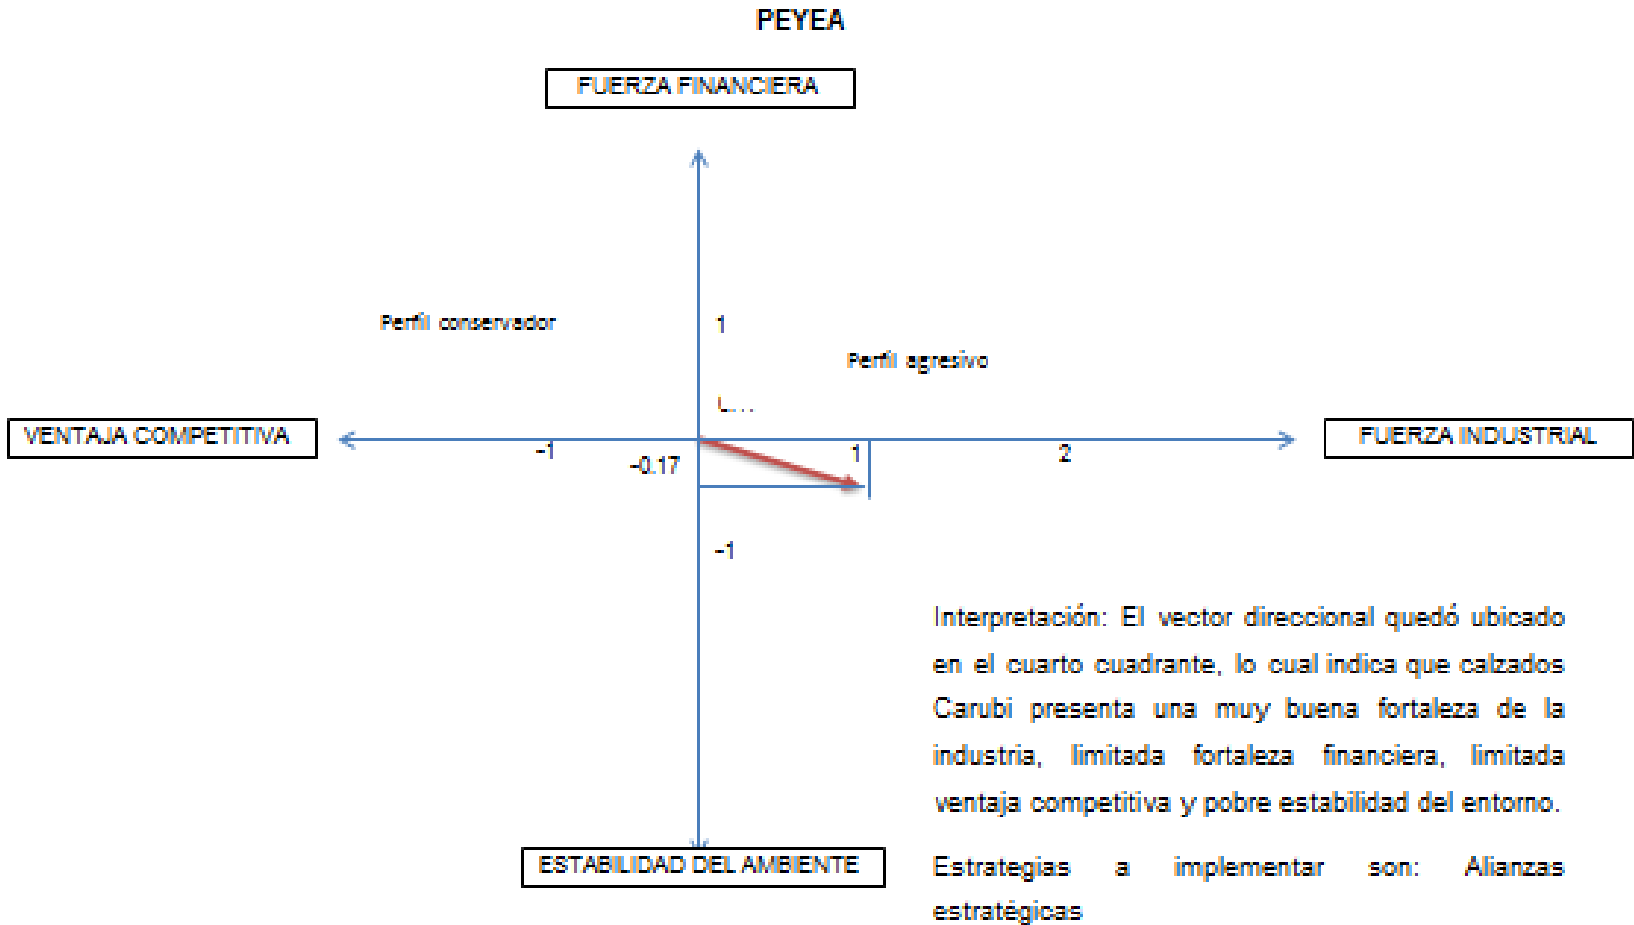 PEYEA
FUERZA FINANCIERA
Perfil conservador
1
Perfil agresivo
VENTAJA COMPETITIVA
-1
-0.17
1
2
FUERZA INDUSTRIAL
-1
Interpretación: El vector direccional quedó ubicado
en el cuarto cuadrante, lo cual indica que calzados
Carubi presenta una muy buena fortaleza de la
industria, limitada fortaleza financiera, limitada
ventaja competitiva y pobre estabilidad del entorno.
ESTABILIDAD DEL AMBIENTE
Estrategias a implementar son: Alianzas
estratégicas